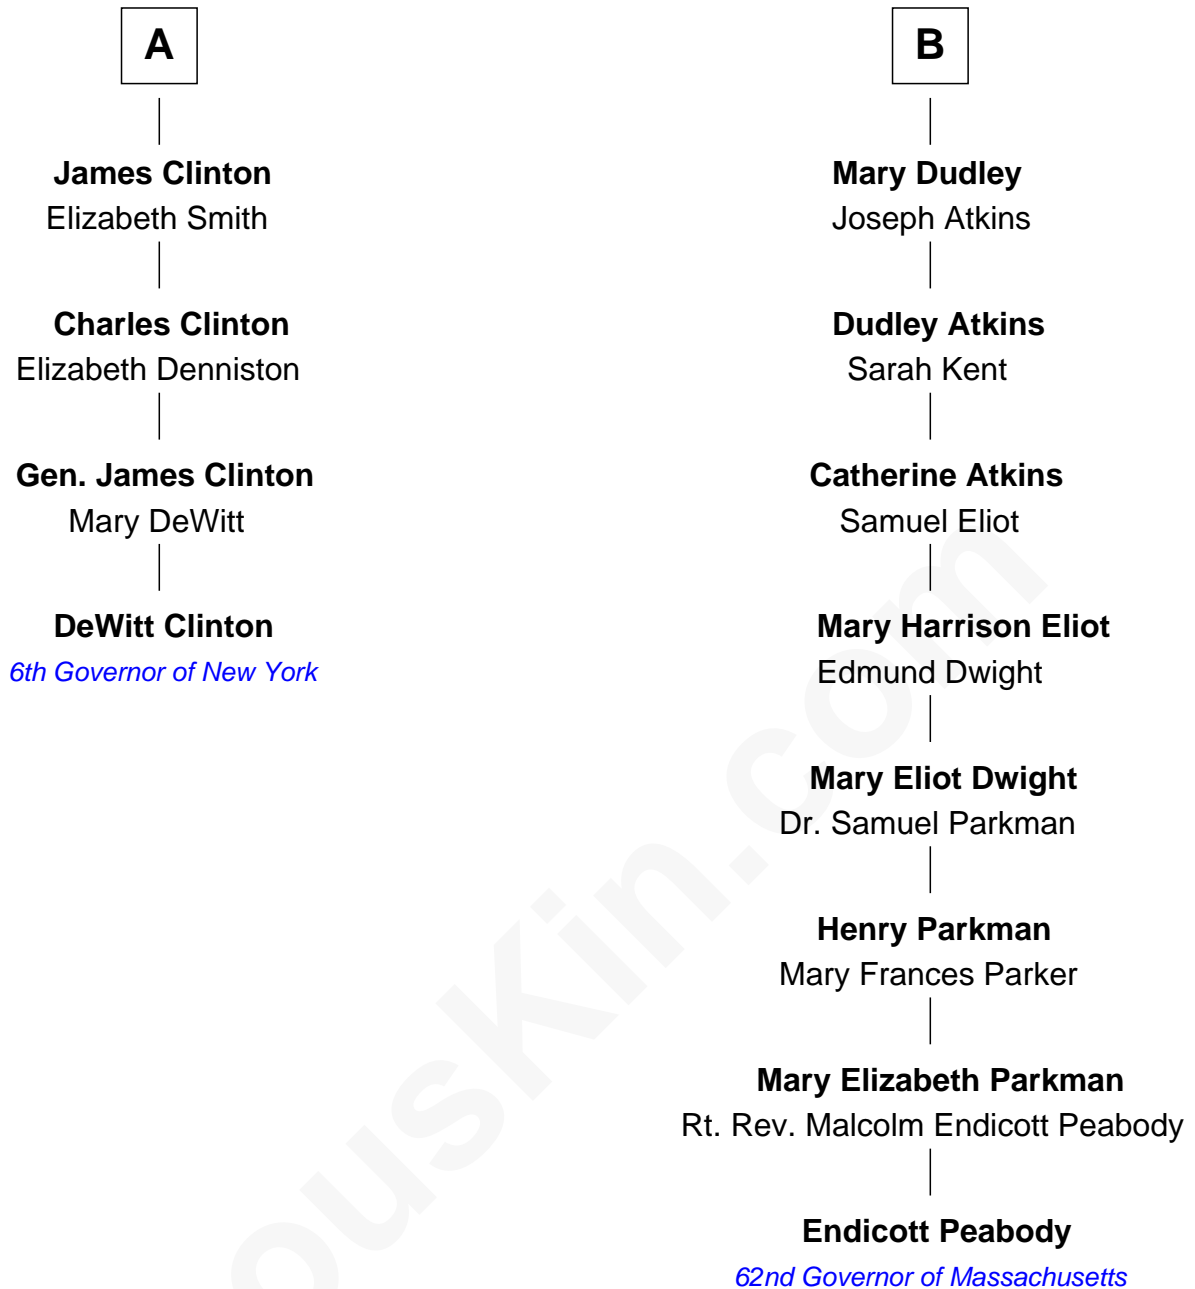 A
James Clinton
Elizabeth Smith
Charles Clinton
Elizabeth Denniston
Gen. James Clinton
Mary DeWitt
DeWitt Clinton
6th Governor of New York
B
Mary Dudley
Joseph Atkins
Dudley Atkins
Sarah Kent
Catherine Atkins
Samuel Eliot
Mary Harrison Eliot
Edmund Dwight
Mary Eliot Dwight
Dr. Samuel Parkman
Henry Parkman
Mary Frances Parker
Mary Elizabeth Parkman
Rt. Rev. Malcolm Endicott Peabody
Endicott Peabody
62nd Governor of Massachusetts
ousKin.com